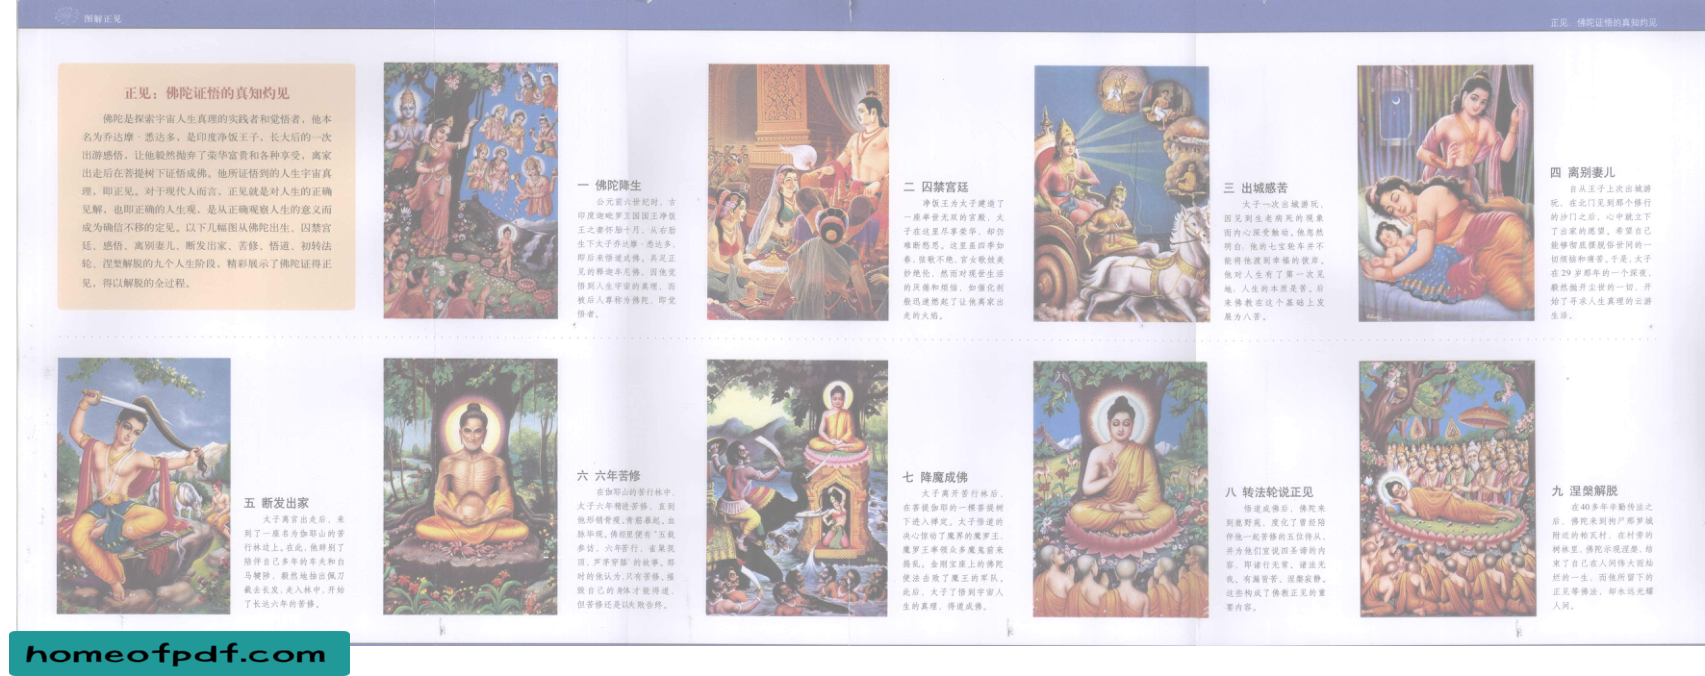 图解正见
正见：佛陀证悟的真知灼见
正见：佛陀证悟的真知灼见
佛陀是探索宇宙人生真理的实践者和觉悟者，他本
名为乔达摩·悉达多，是印度净饭王子，长大后的一次
出游感悟，让他毅然抛弃了荣华富贵和各种享受，离家
出走后在菩提树下证悟成佛。他所证悟到的人生宇宙真
理，即正见。对于现代人而言，正见就是对人生的正确
见解，也即正确的人生观，是从正确观察人生的意义而
成为确信不移的定见。以下几幅图从佛陀出生、囚禁宫
廷、感悟、离别妻儿、断发出家、苦修、悟道、初转法
轮、涅槃解脱的九个人生阶段，精彩展示了佛陀证得正
见，得以解脱的全过程。
一 佛陀降生
公元前六世纪时，古
印度迦毗罗卫国国王净饭
王之妻怀胎十月，从右胁
生下太子乔达摩·悉达多，
即后来悟道成佛，具足正
见的释迦牟尼佛。因他觉
悟到人生宇宙的真理，而
被后人尊称为佛陀，即觉
悟者。
二 囚禁宫廷
净饭王为太子建造了
一座举世无双的宫殿，太
子在这里尽享荣华，却仍
难断愁思。这里虽四季如
春，弦歌不绝，宫女歌妓美
妙绝伦，然而对现世生活
的厌倦和烦恼，如催化剂
般迅速燃起了让他离家出
走的火焰。
三 出城感苦
太子一次出城游玩，
因见到生老病死的现象
而内心深受触动。他忽然
明白，他的七宝轮车并不
能将他渡到幸福的彼岸。
他对人生有了第一次见
地：人生的本质是苦。后
来佛教在这个基础上发
展为八苦。
四 离别妻儿
自从王子上次出城游
玩，在此门见到那个修行
的沙门之后，心中就立下
了出家的愿望。希望自己
能够彻底摆脱俗世间的一
切烦恼和痛苦。于是，太子
在29岁那年的一个深夜，
毅然抛开尘世的一切，开
始了寻求人生真理的云游
生活。
五 断发出家
太子离宫出走后，来
到了一座名为伽耶山的苦
行林边上。在此，他辞别了
陪伴自己多年的车夫和白
马犍陟，毅然地抽出佩刀
截去长发，走入林中，开始
了长达六年的苦修。
六 六年苦修
在伽耶山的苦行林中，
太子六年精进苦修，直到
他形销骨瘦，青筋暴起，血
脉毕现。佛经里便有“五载
参访，六年苦行，雀巢筑
顶，芦茅穿膝”的故事。那
时的他认为，只有苦修、摧
毁自己的身体才能得道，
但苦修还是以失败告终。
七 降魔成佛
太子离开苦行林后，
在菩提伽耶的一棵菩提树
下进入禅定。太子悟道的
决心惊动了魔界的魔罗王，
魔罗王率领众多魔鬼前来
捣乱。金刚宝座上的佛陀
使法击败了魔王的军队。
此后，太子了悟到宇宙人
生的真理，得道成佛。
八 转法轮说正见
悟道成佛后，佛陀来
到鹿野苑，度化了曾经陪
伴他一起苦修的五位侍从，
并为他们宣说四圣谛的内
容，即诸行无常、诸法无
我、有漏皆苦、涅槃寂静，
这些构成了佛教正见的重
要内容。
九 涅槃解脱
在40多年辛勤传法之
后，佛陀来到拘尸那罗城
附近的帕瓦村，在村旁的
树林里，佛陀示现涅槃，结
束了自己在人间伟大而灿
烂的一生，而他所留下的
正见等佛法，却永远光耀
人间。
homeofpdf.com